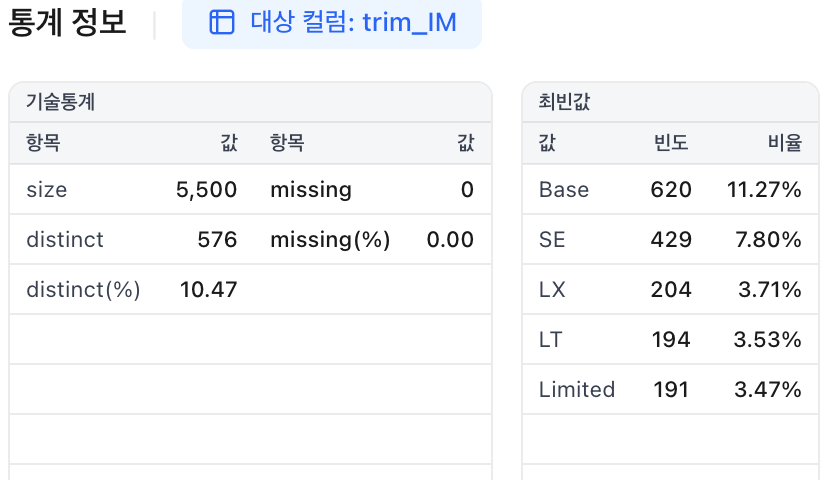 통계 정보 대상 컬럼: trim_IM
기술통계
항목 값 항목 값
size 5,500 missing 0
distinct 576 missing(%) 0.00
distinct(%) 10.47
최빈값
값 빈도 비율
Base 620 11.27%
SE 429 7.80%
LX 204 3.71%
LT 194 3.53%
Limited 191 3.47%